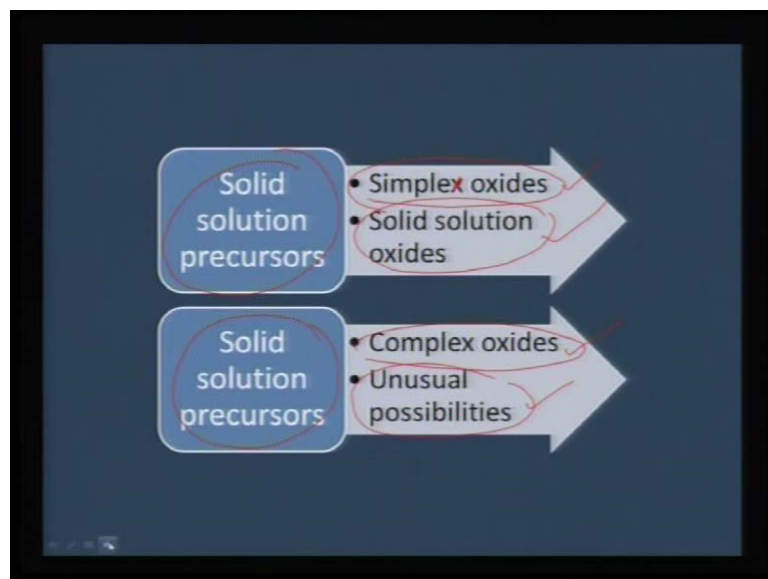 Solid
solution
precursors
• Simplex oxides
• Solid solution
oxides
Solid
solution
precursors
• Complex oxides
• Unusual
possibilities